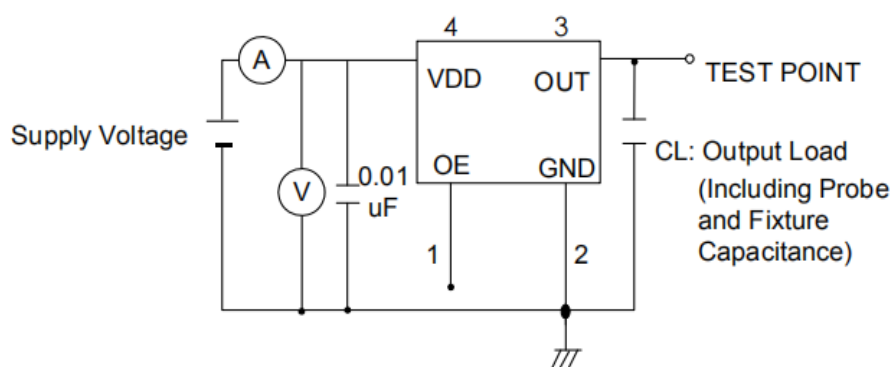 4
3
A
VDD
OUT
TEST POINT
Supply Voltage
OE
GND
V
0.01
uF
CL: Output Load
(Including Probe
and Fixture
Capacitance)
1
2